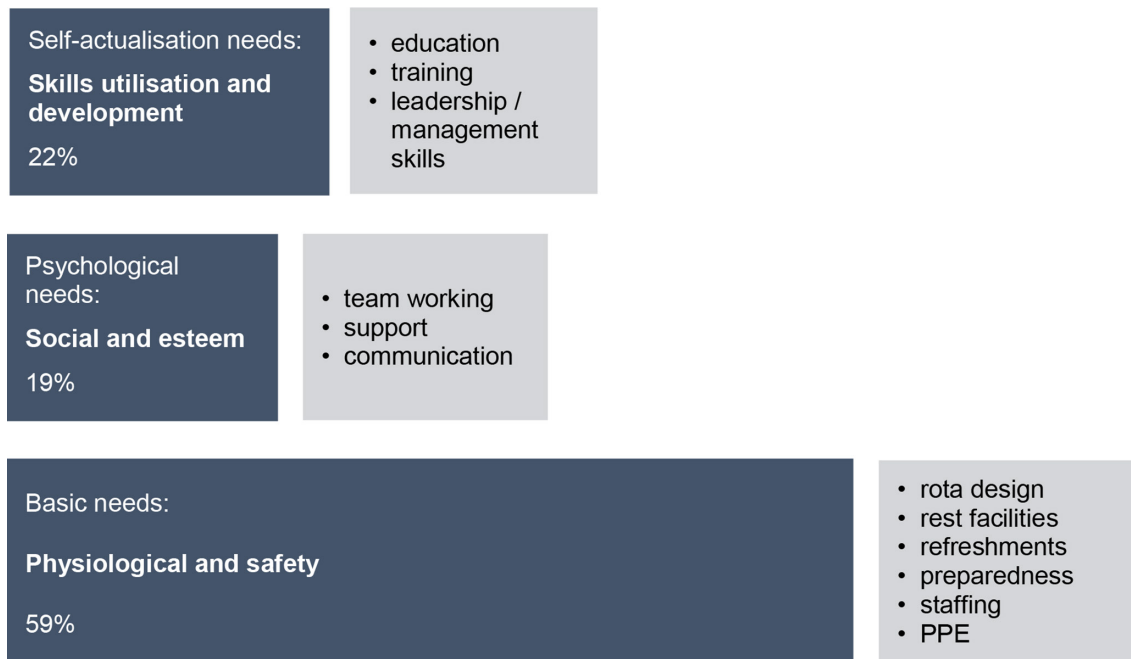 Self-actualisation needs:
Skills utilisation and
development
22%
• education
• training
• leadership /
management
skills
Psychological
needs:
Social and esteem
19%
• team working
• support
• communication
Basic needs:
Physiological and safety
59%
• rota design
• rest facilities
• refreshments
• preparedness
• staffing
• PPE